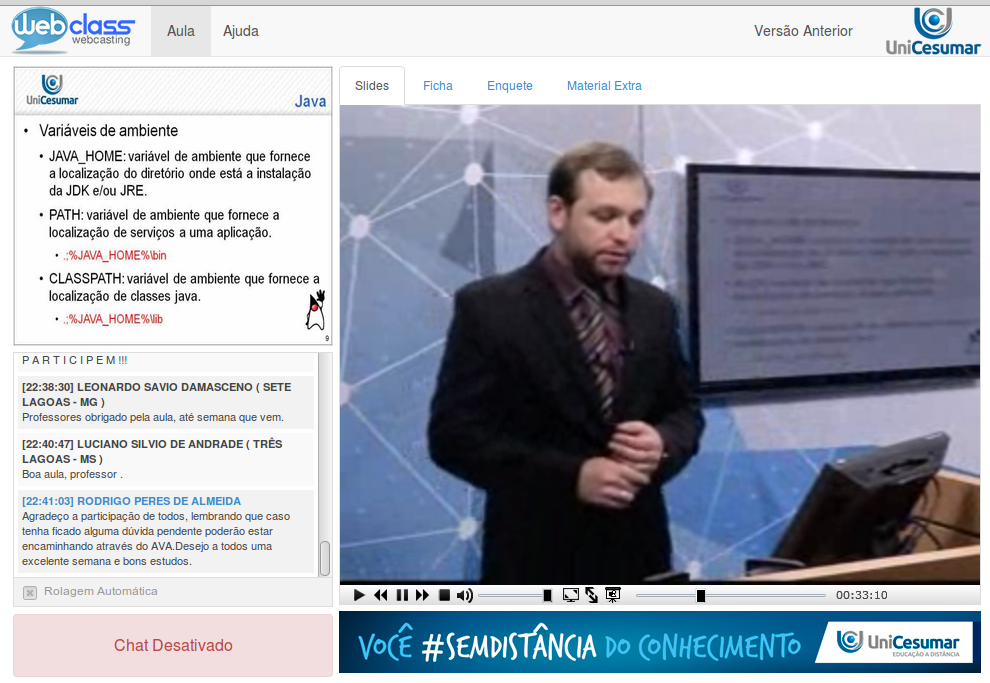 webclass
webcasting
Aula
Ajuda
Versão Anterior
UniCesumar
UniCesumar
Java
• Variáveis de ambiente
• JAVA_HOME: variável de ambiente que fornece
a localização do diretório onde está a instalação
da JDK e/ou JRE.
• PATH: variável de ambiente que fornece a
localização de serviços a uma aplicação.
• .;%JAVA_HOME%\bin
• CLASSPATH: variável de ambiente que fornece a
localização de classes java.
• .;%JAVA_HOME%\lib
9
P A R T I C I P E M !!!
[22:38:30] LEONARDO SAVIO DAMASCENO ( SETE
LAGOAS - MG )
Professores obrigado pela aula, até semana que vem.
[22:40:47] LUCIANO SILVIO DE ANDRADE ( TRÊS
LAGOAS - MS )
Boa aula, professor .
[22:41:03] RODRIGO PERES DE ALMEIDA
Agradeço a participação de todos, lembrando que caso
tenha ficado alguma dúvida pendente poderão estar
encaminhando através do AVA.Desejo a todos uma
excelente semana e bons estudos.
Rolagem Automática
Chat Desativado
Slides
Ficha
Enquete
Material Extra
00:33:10
VOCÊ #SEMDISTÂNCIA DO CONHECIMENTO
UniCesumar
EDUCAÇÃO A DISTÂNCIA